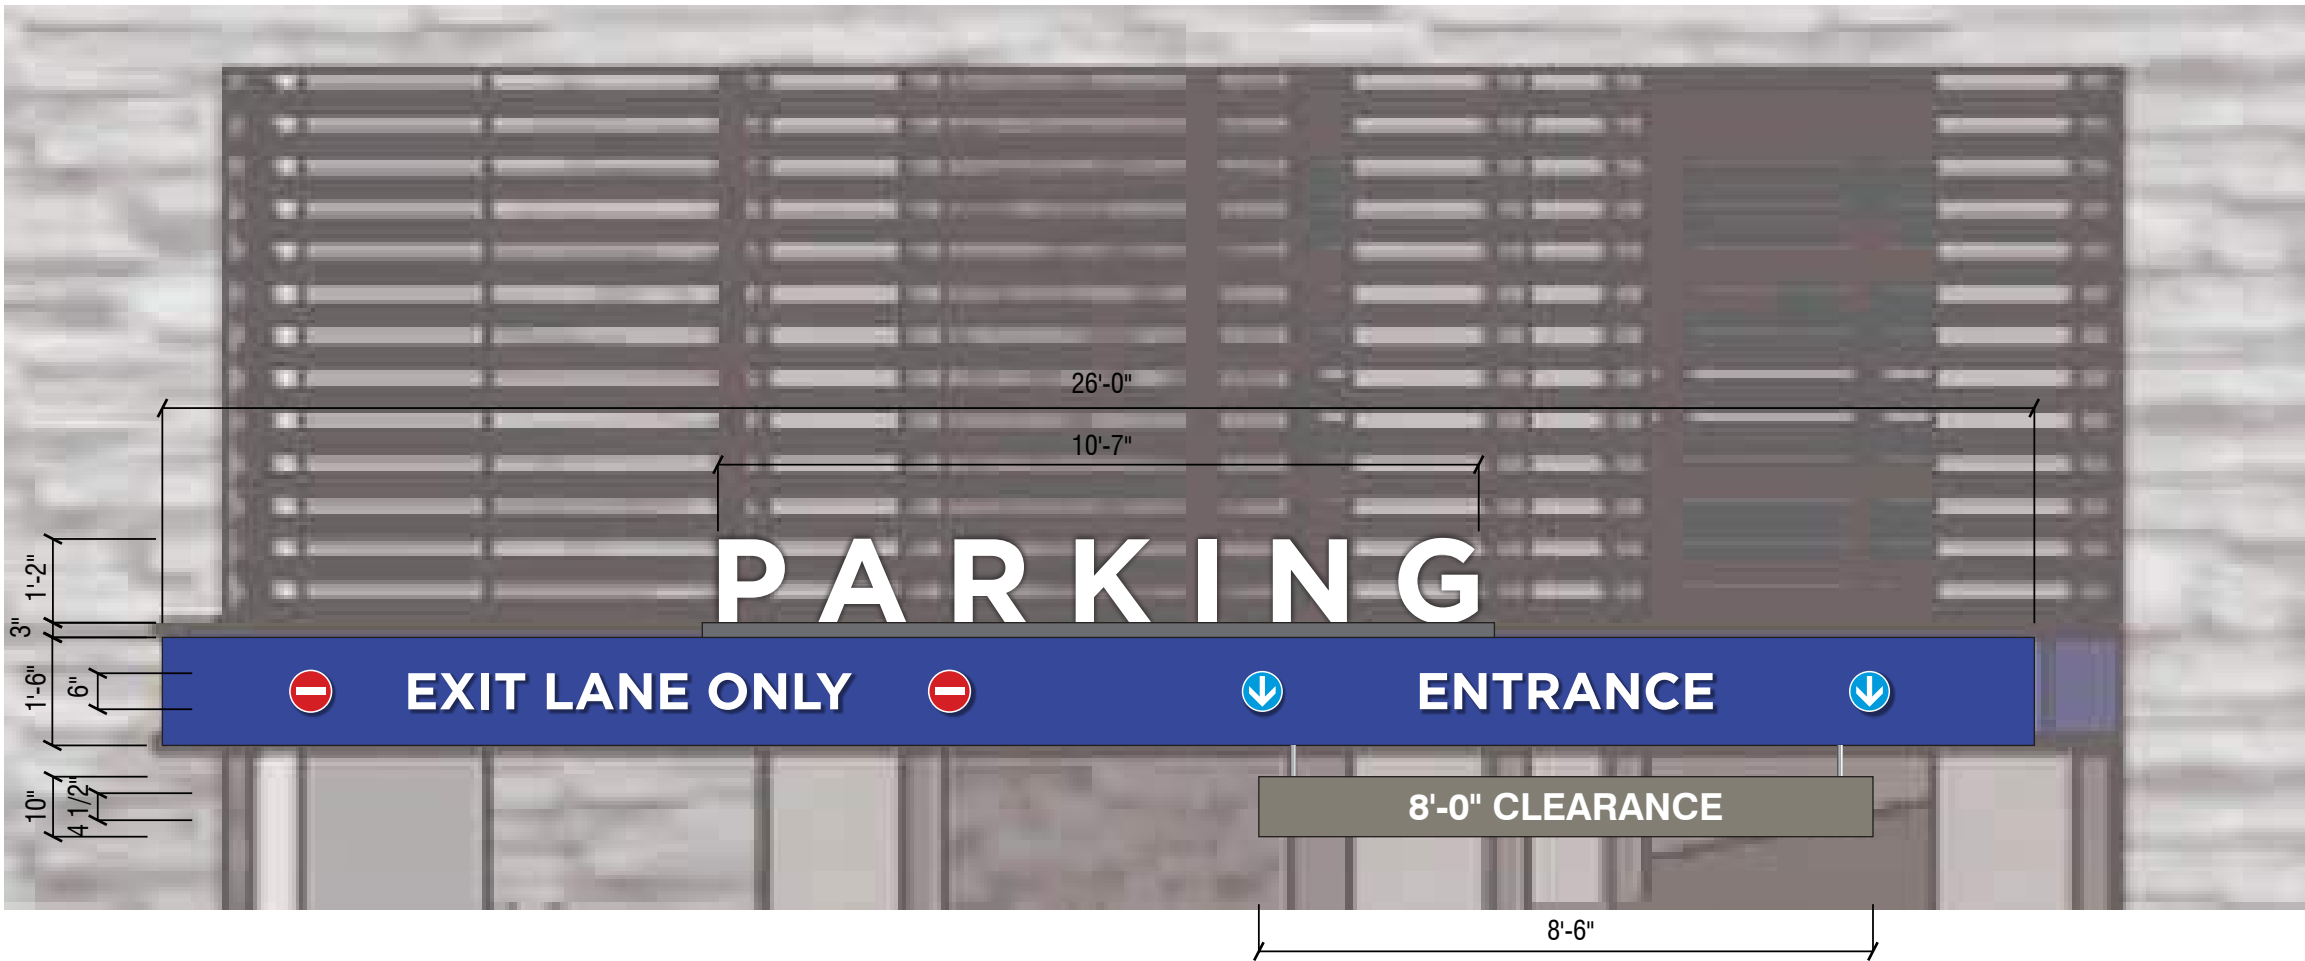 26'-0"
10'-7"
1'-2"
PARKING
3"
1'-6"
6"
EXIT LANE ONLY
ENTRANCE
10"
4 1/2"
8'-0" CLEARANCE
8'-6"